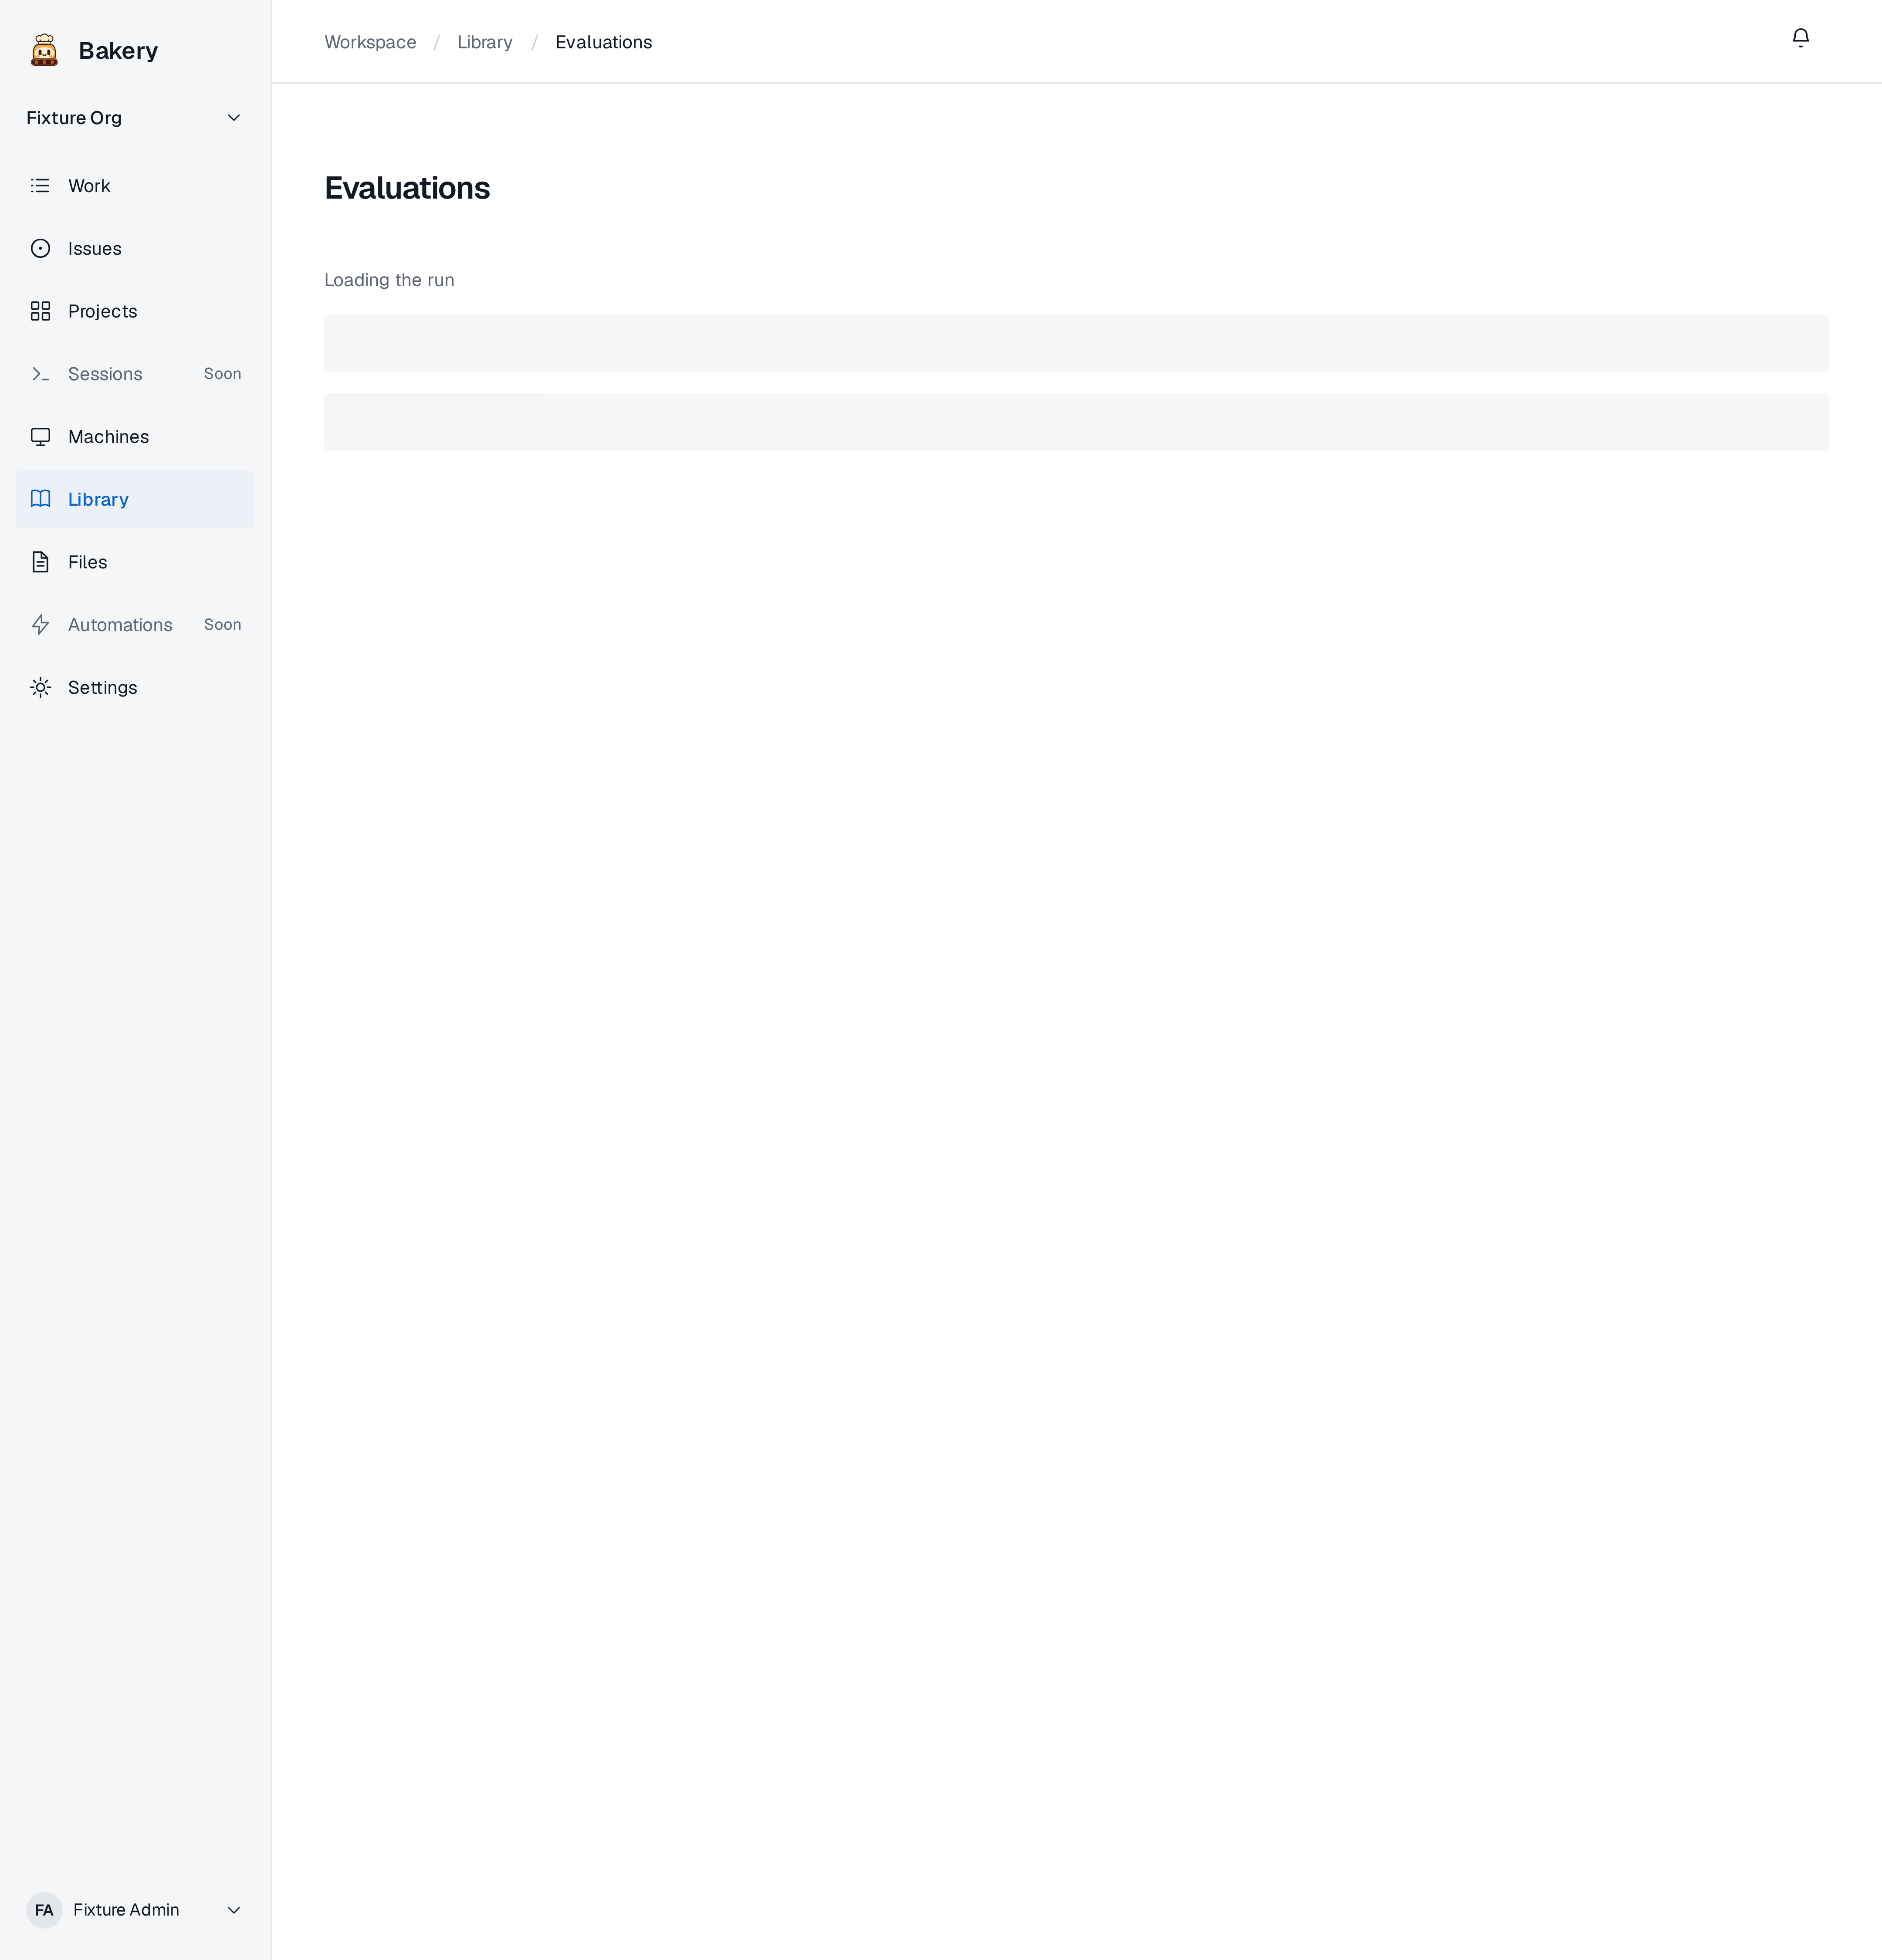 Bakery
Fixture Org
Work
Issues
Projects
Sessions Soon
Machines
Library
Files
Automations Soon
Settings
FA Fixture Admin
Workspace / Library / Evaluations
Evaluations
Loading the run